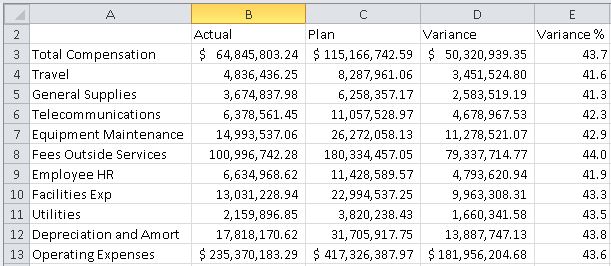 A B C D E
2 Actual Plan Variance Variance %
3 Total Compensation $ 64,845,803.24 $ 115,166,742.59 $ 50,320,939.35 43.7
4 Travel 4,836,436.25 8,287,961.06 3,451,524.80 41.6
5 General Supplies 3,674,837.98 6,258,357.17 2,583,519.19 41.3
6 Telecommunications 6,378,561.45 11,057,528.97 4,678,967.53 42.3
7 Equipment Maintenance 14,993,537.06 26,272,058.13 11,278,521.07 42.9
8 Fees Outside Services 100,996,742.28 180,334,457.05 79,337,714.77 44.0
9 Employee HR 6,634,968.62 11,428,589.57 4,793,620.94 41.9
10 Facilities Exp 13,031,228.94 22,994,537.25 9,963,308.31 43.3
11 Utilities 2,159,896.85 3,820,238.43 1,660,341.58 43.5
12 Depreciation and Amort 17,818,170.62 31,705,917.75 13,887,747.13 43.8
13 Operating Expenses $ 235,370,183.29 $ 417,326,387.97 $ 181,956,204.68 43.6